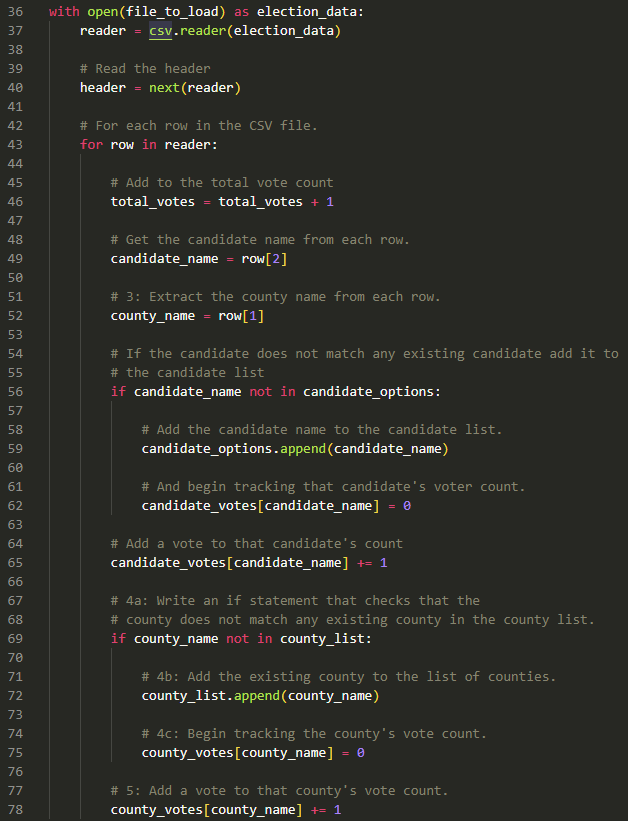 36 with open(file_to_load) as election_data:
37     reader = csv.reader(election_data)
38
39     # Read the header
40     header = next(reader)
41
42     # For each row in the CSV file.
43     for row in reader:
44
45         # Add to the total vote count
46         total_votes = total_votes + 1
47
48         # Get the candidate name from each row.
49         candidate_name = row[2]
50
51         # 3: Extract the county name from each row.
52         county_name = row[1]
53
54         # If the candidate does not match any existing candidate add it to
55         # the candidate list
56         if candidate_name not in candidate_options:
57
58             # Add the candidate name to the candidate list.
59             candidate_options.append(candidate_name)
60
61             # And begin tracking that candidate's voter count.
62             candidate_votes[candidate_name] = 0
63
64         # Add a vote to that candidate's count
65         candidate_votes[candidate_name] += 1
66
67         # 4a: Write an if statement that checks that the
68         # county does not match any existing county in the county list.
69         if county_name not in county_list:
70
71             # 4b: Add the existing county to the list of counties.
72             county_list.append(county_name)
73
74             # 4c: Begin tracking the county's vote count.
75             county_votes[county_name] = 0
76
77         # 5: Add a vote to that county's vote count.
78         county_votes[county_name] += 1